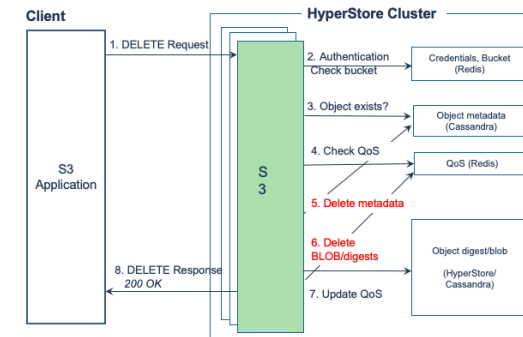 Client
HyperStore Cluster
1. DELETE Request
2. Authentication
Check bucket
Credentials, Bucket
(Redis)
3. Object exists?
Object metadata
(Cassandra)
4. Check QoS
QoS (Redis)
S3
Application
S
3
5. Delete metadata
6. Delete
BLOB/digests
Object digest/blob
(HyperStore/
Cassandra)
8. DELETE Response
200 OK
7. Update QoS